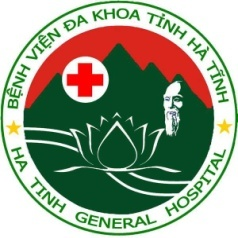 BỆNH VIỆN ĐA KHOA TỈNH HÀ TĨNH
HA TINH GENERAL HOSPITAL